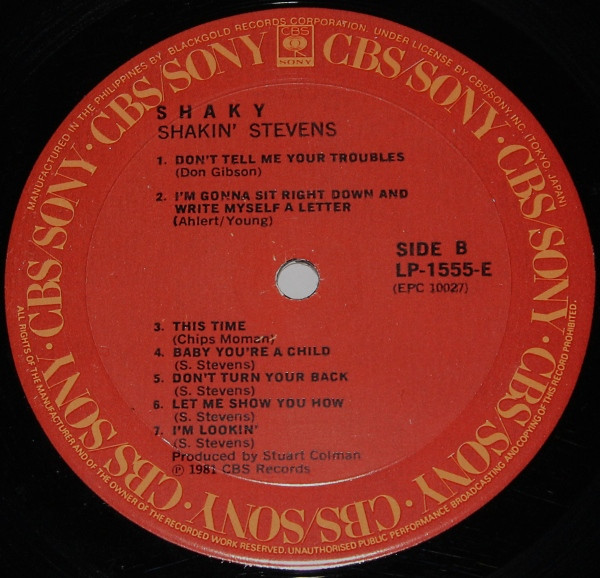 MANUFACTURED IN THE PHILIPPINES BY BLACKGOLD RECORDS CORPORATION. UNDER LICENSE BY CBS/SONY, INC. (TOKYO, JAPAN)
CBS
SONY
CBS/SONY · CBS/SONY · CBS/SONY · CBS/SONY · CBS/SONY · CBS/SONY · CBS/SONY · CBS/SONY
SHAKY
SHAKIN' STEVENS
1. DON'T TELL ME YOUR TROUBLES
(Don Gibson)
2. I'M GONNA SIT RIGHT DOWN AND
WRITE MYSELF A LETTER
(Ahlert/Young)
SIDE B
LP-1555-E
(EPC 10027)
3. THIS TIME
(Chips Moman)
4. BABY YOU'RE A CHILD
(S. Stevens)
5. DON'T TURN YOUR BACK
(S. Stevens)
6. LET ME SHOW YOU HOW
(S. Stevens)
7. I'M LOOKIN'
(S. Stevens)
Produced by Stuart Colman
℗ 1981 CBS Records
ALL RIGHTS OF THE MANUFACTURER AND OF THE OWNER OF THE RECORDED WORK RESERVED. UNAUTHORISED PUBLIC PERFORMANCE BROADCASTING AND COPYING OF THIS RECORD PROHIBITED.